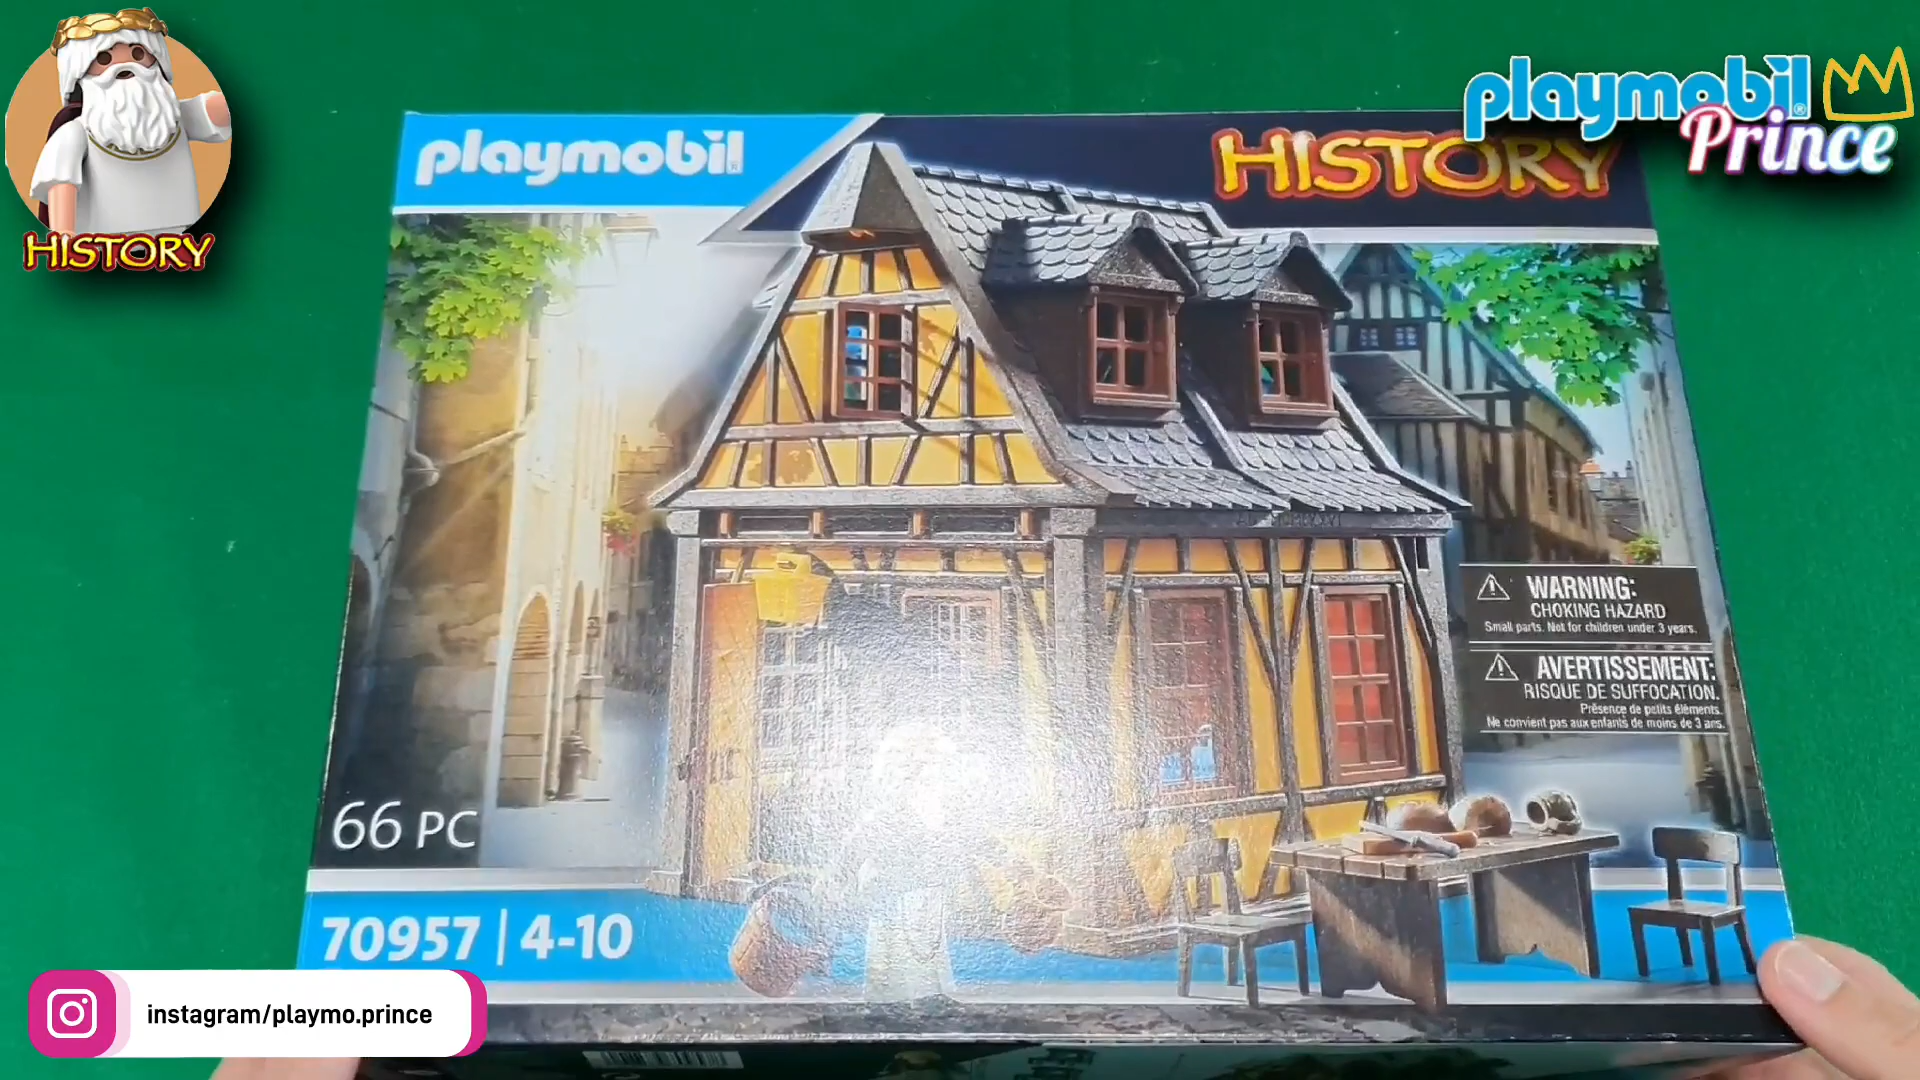 HISTORY
playmobil
Prince
playmobil
HISTORY
WARNING:
CHOKING HAZARD
Small parts. Not for children under 3 years.
AVERTISSEMENT:
RISQUE DE SUFFOCATION.
Présence de petits éléments.
Ne convient pas aux enfants de moins de 3 ans.
66 PC
70957 | 4-10
instagram/playmo.prince